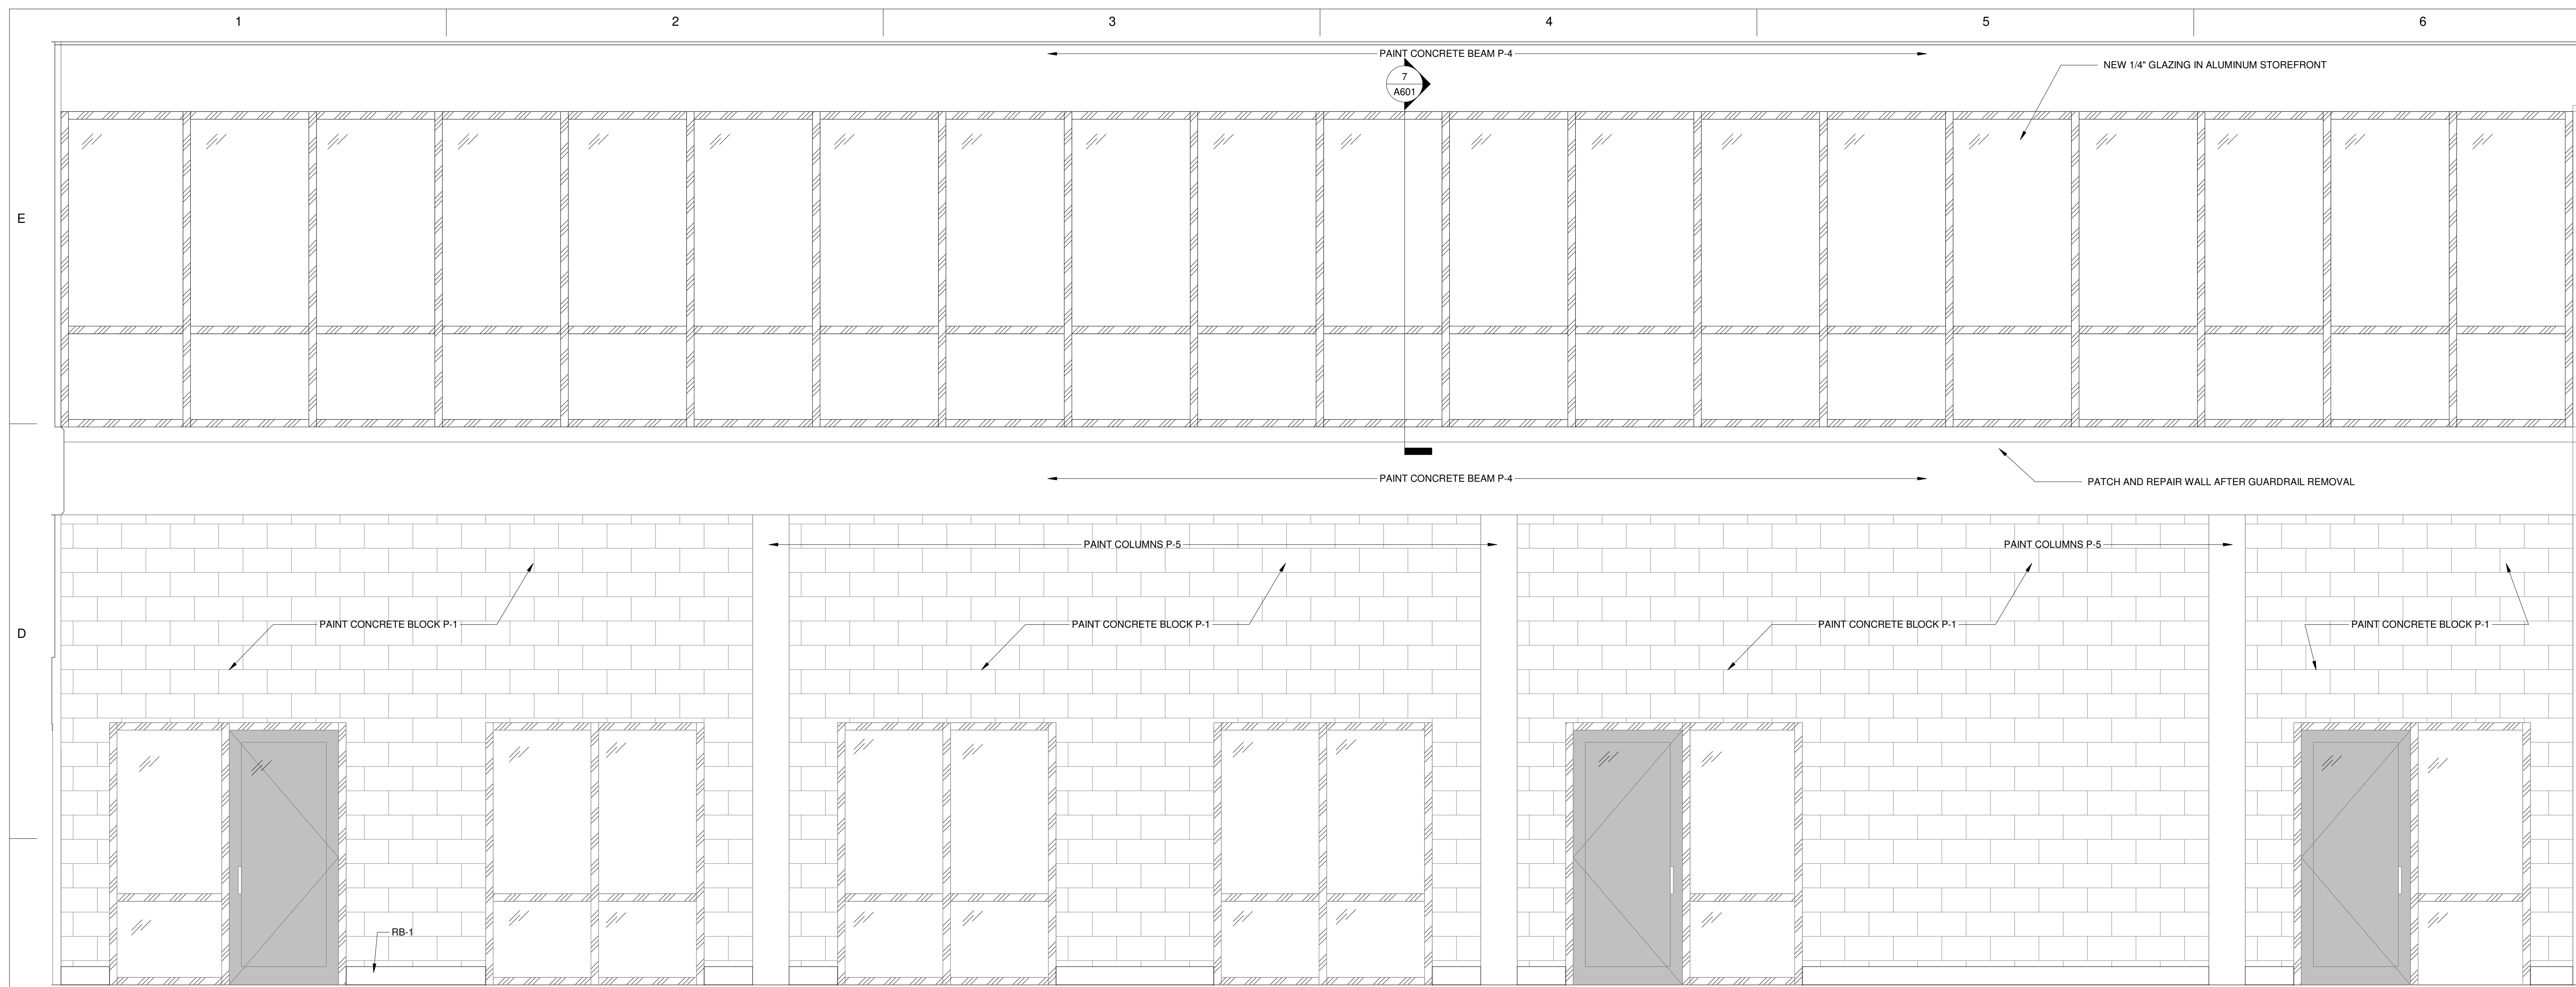 1
2
3
4
5
6
PAINT CONCRETE BEAM P-4
NEW 1/4" GLAZING IN ALUMINUM STOREFRONT
7
A601
E
PAINT CONCRETE BEAM P-4
PATCH AND REPAIR WALL AFTER GUARDRAIL REMOVAL
PAINT COLUMNS P-5
PAINT COLUMNS P-5
D
PAINT CONCRETE BLOCK P-1
PAINT CONCRETE BLOCK P-1
PAINT CONCRETE BLOCK P-1
PAINT CONCRETE BLOCK P-1
RB-1